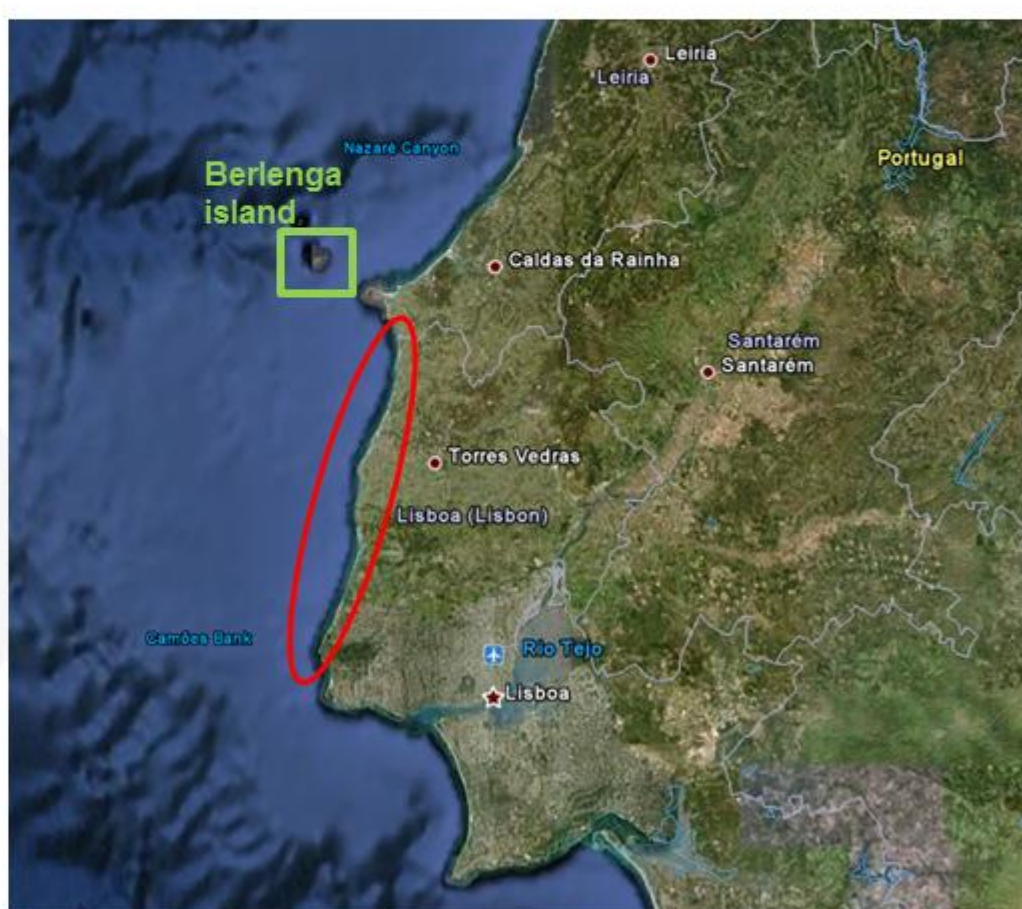 Leiria
Leiria
Nazaré Canyon
Portugal
Berlenga
island
Caldas da Rainha
Santarém
Santarém
Torres Vedras
Lisboa (Lisbon)
Camões Bank
Rio Tejo
Lisboa